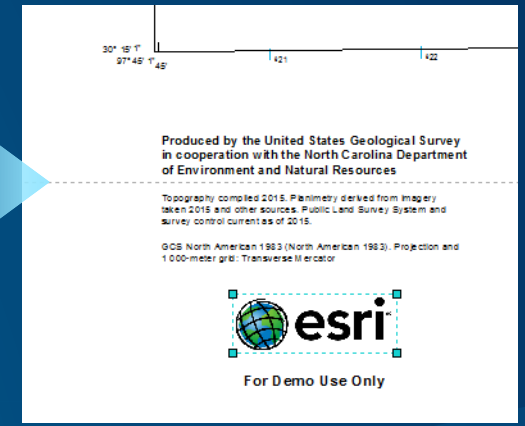 30° 15' 1"
97° 45' 1"
45'
421
422
Produced by the United States Geological Survey
in cooperation with the North Carolina Department
of Environment and Natural Resources
Topography compiled 2015. Planimetry derived from imagery
taken 2015 and other sources. Public Land Survey System and
survey control current as of 2015.
GCS North American 1983 (North American 1983). Projection and
1 000-meter grid: Transverse Mercator
esri
For Demo Use Only